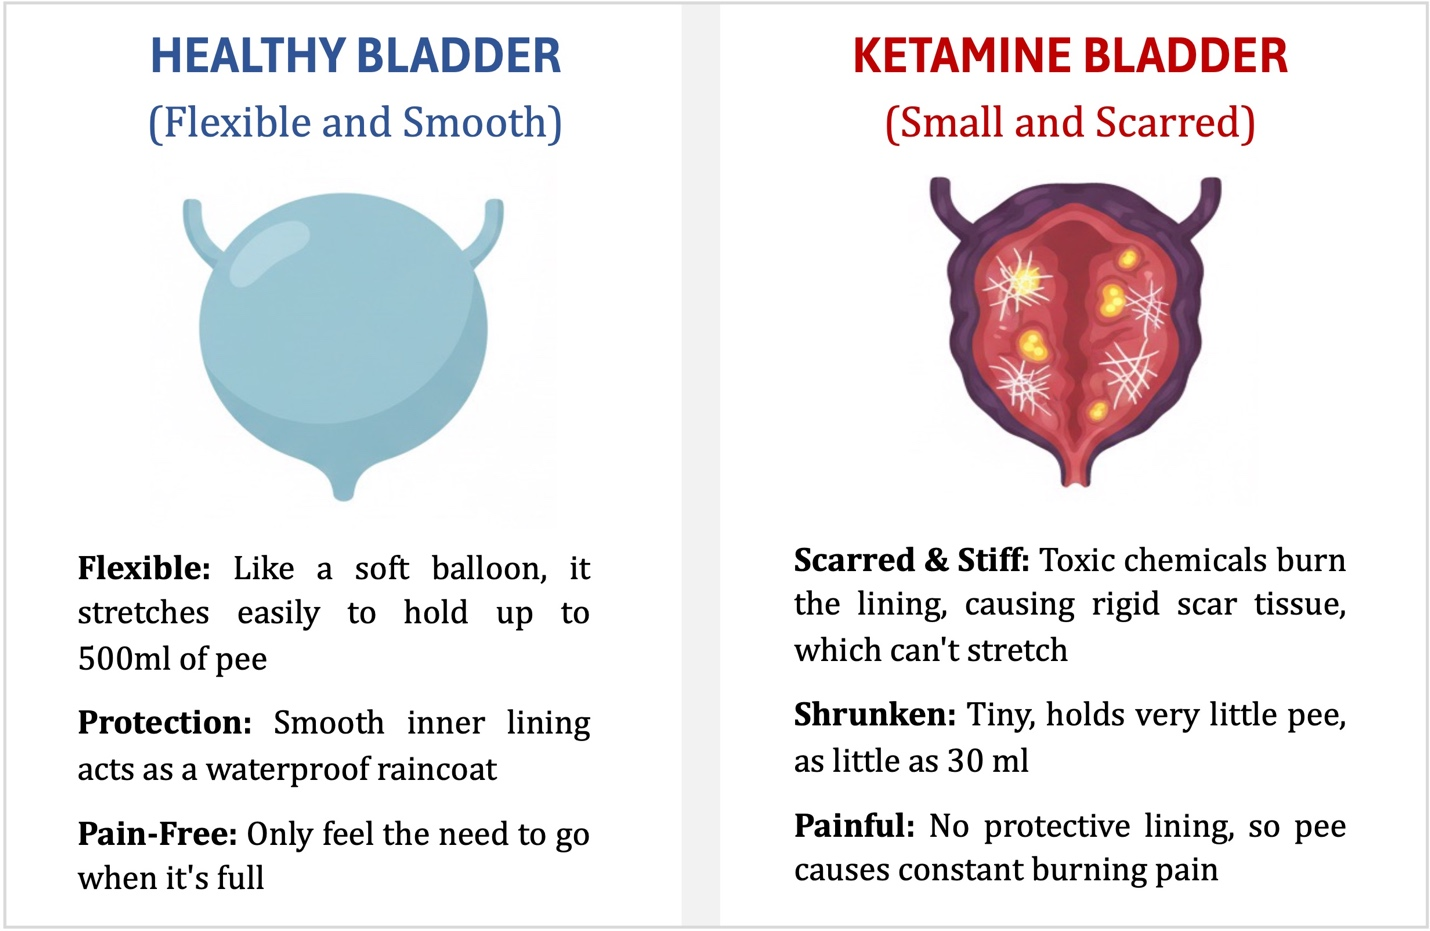 HEALTHY BLADDER
(Flexible and Smooth)
Flexible: Like a soft balloon, it
stretches easily to hold up to
500ml of pee
Protection: Smooth inner lining
acts as a waterproof raincoat
Pain-Free: Only feel the need to go
when it's full
KETAMINE BLADDER
(Small and Scarred)
Scarred & Stiff: Toxic chemicals burn
the lining, causing rigid scar tissue,
which can't stretch
Shrunken: Tiny, holds very little pee,
as little as 30 ml
Painful: No protective lining, so pee
causes constant burning pain